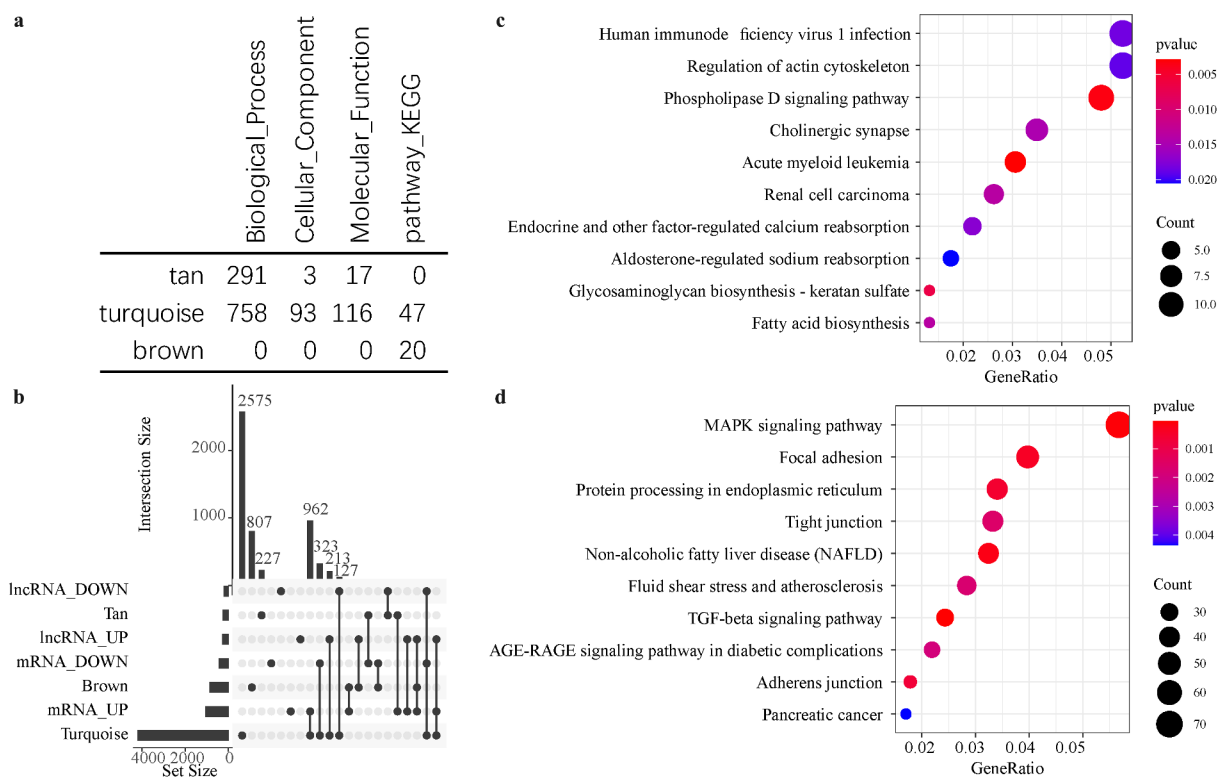 a
Biological_Process
Cellular_Component
Molecular_Function
pathway_KEGG
tan 291 3 17 0
turquoise 758 93 116 47
brown 0 0 0 20
b
Intersection Size
2000
1000
2575
807
227
962
323
213
127
lncRNA_DOWN
Tan
lncRNA_UP
mRNA_DOWN
Brown
mRNA_UP
Turquoise
4000 2000 0
Set Size
c
Human immunode ficiency virus 1 infection
Regulation of actin cytoskeleton
Phospholipase D signaling pathway
Cholinergic synapse
Acute myeloid leukemia
Renal cell carcinoma
Endocrine and other factor-regulated calcium reabsorption
Aldosterone-regulated sodium reabsorption
Glycosaminoglycan biosynthesis - keratan sulfate
Fatty acid biosynthesis
0.02 0.03 0.04 0.05
GeneRatio
pvalue
0.005
0.010
0.015
0.020
Count
5.0
7.5
10.0
d
MAPK signaling pathway
Focal adhesion
Protein processing in endoplasmic reticulum
Tight junction
Non-alcoholic fatty liver disease (NAFLD)
Fluid shear stress and atherosclerosis
TGF-beta signaling pathway
AGE-RAGE signaling pathway in diabetic complications
Adherens junction
Pancreatic cancer
0.02 0.03 0.04 0.05
GeneRatio
pvalue
0.001
0.002
0.003
0.004
Count
30
40
50
60
70